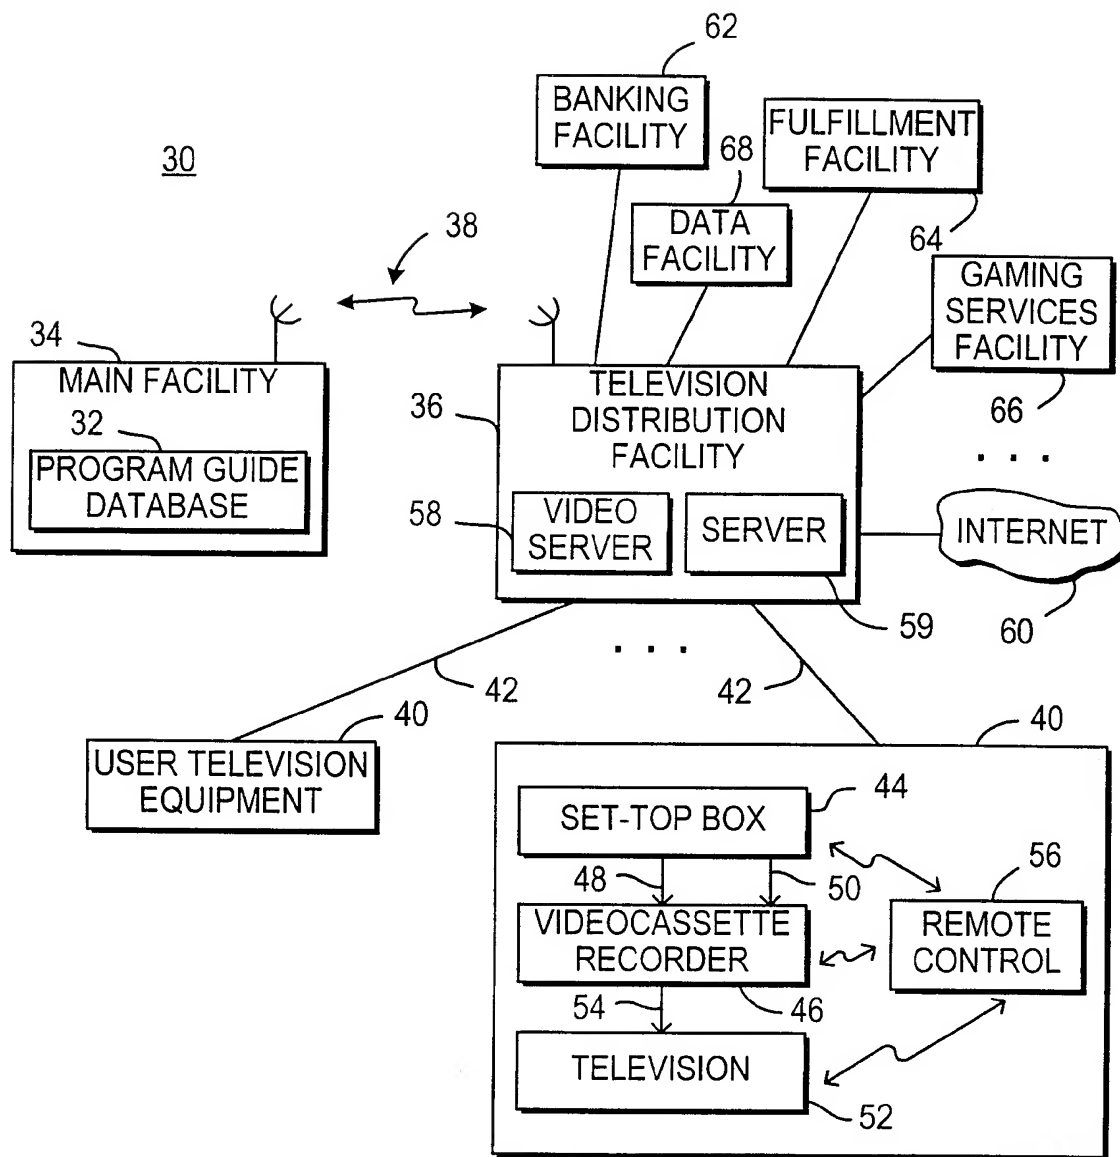 62
BANKING
FACILITY
FULFILLMENT
FACILITY
30
68
DATA
FACILITY
38
64
GAMING
SERVICES
FACILITY
34
MAIN FACILITY
32
PROGRAM GUIDE
DATABASE
36
TELEVISION
DISTRIBUTION
FACILITY
66
. . .
58
VIDEO
SERVER
SERVER
INTERNET
59
60
. . .
42
42
40
USER TELEVISION
EQUIPMENT
40
SET-TOP BOX
44
48
50
56
VIDEOCASSETTE
RECORDER
REMOTE
CONTROL
54
46
TELEVISION
52